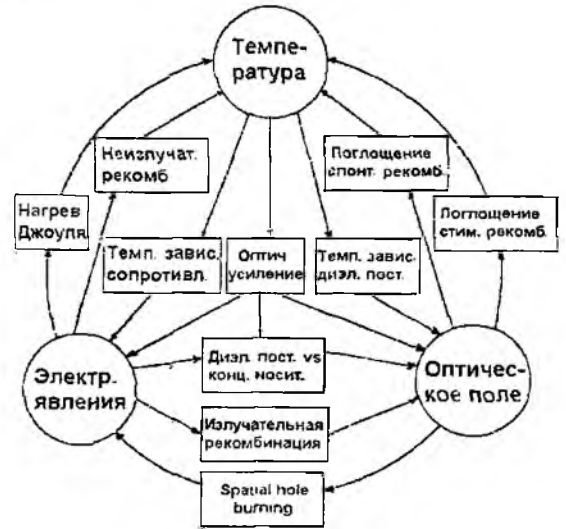 Темпе-
ратура
Неизлучат.
рекомб
Поглощение
спонт. рекомб.
Нагрев
Джоуля
Поглощение
стим. рекомб.
Темп. завис.
сопротивл.
Оптич
усиление
Темп. завис.
диэл. пост.
Электр.
явления
Диэл. пост. vs
конц. носит.
Оптичес-
кое поле
Излучательная
рекомбинация
Spatial hole
burning